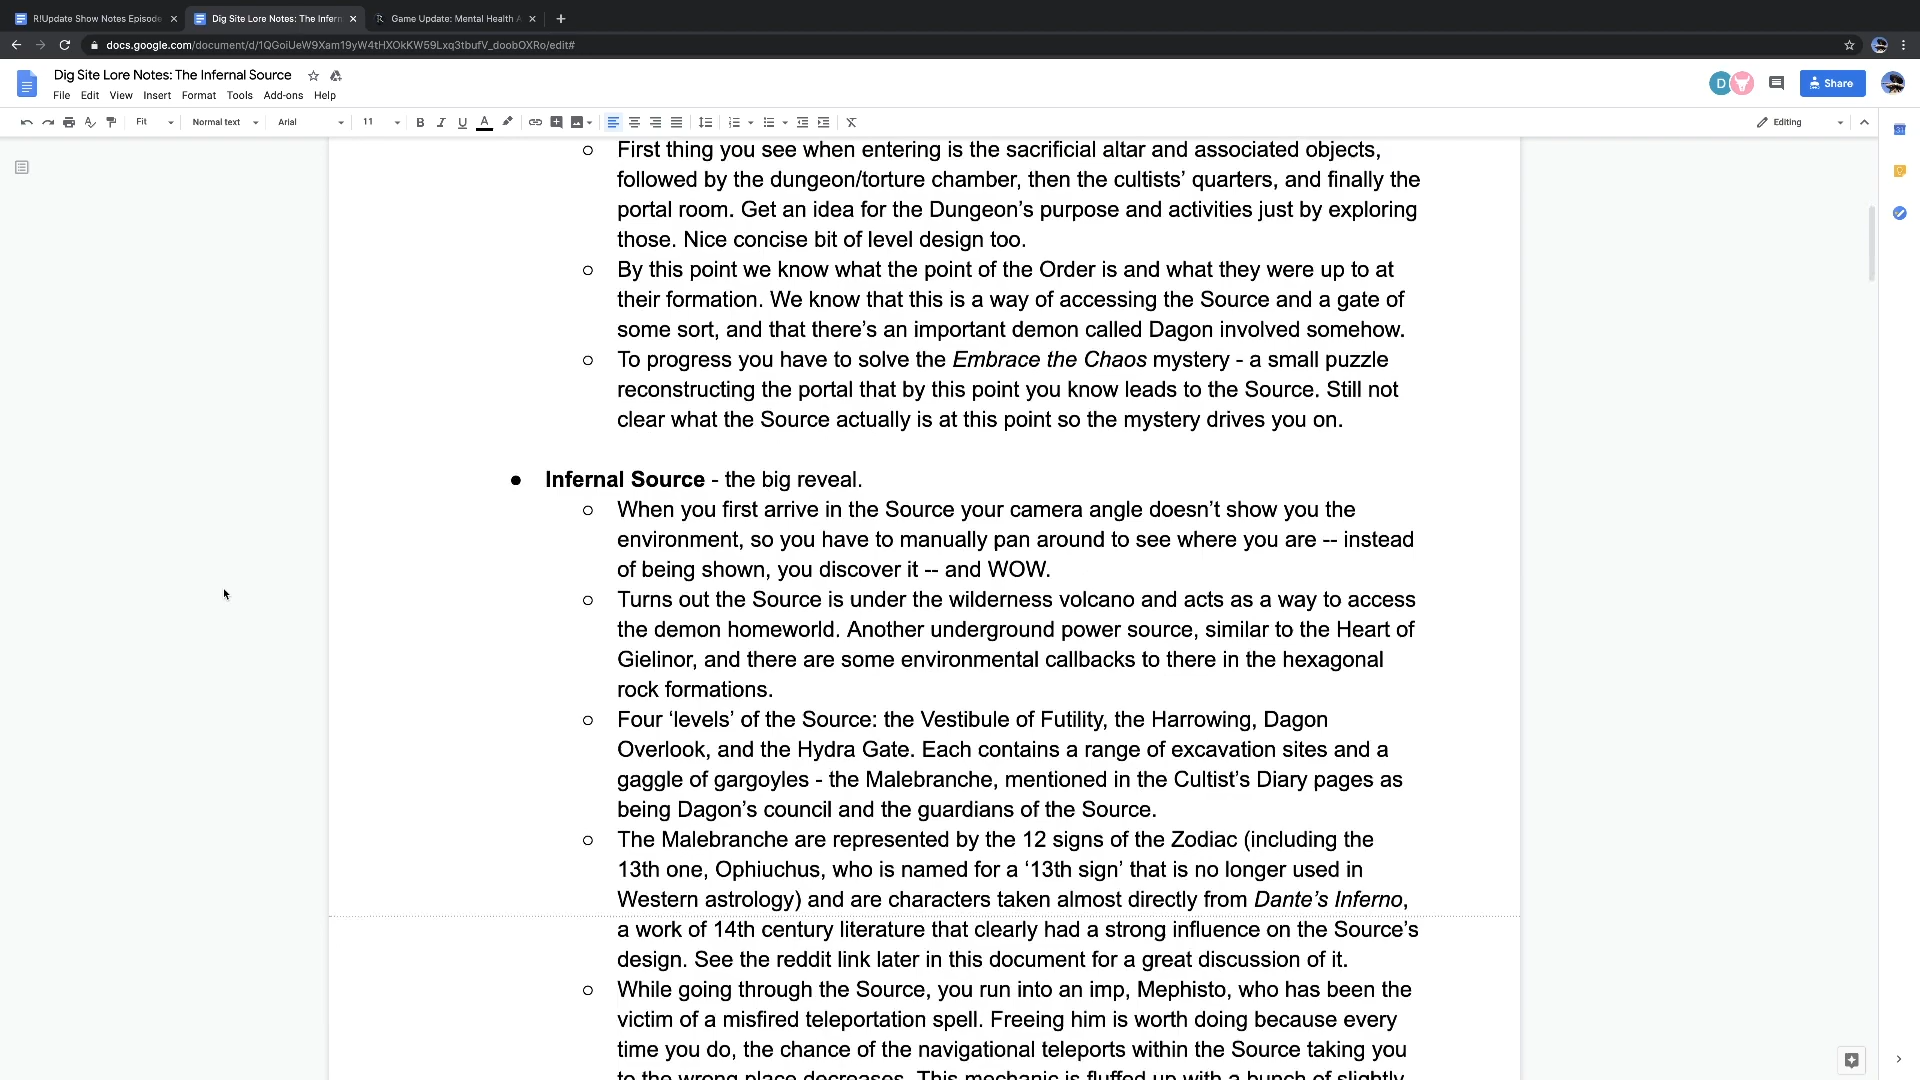 R!Update Show Notes Episode
Dig Site Lore Notes: The Infern
Game Update: Mental Health A
docs.google.com/document/d/1QGoiUeW9Xam19yW4tHXOkKW59Lxq3tbufV_doobOXRo/edit#
Dig Site Lore Notes: The Infernal Source
D
Share
File Edit View Insert Format Tools Add-ons Help
Fit Normal text Arial 11 B I U A Editing
First thing you see when entering is the sacrificial altar and associated objects,
followed by the dungeon/torture chamber, then the cultists’ quarters, and finally the
portal room. Get an idea for the Dungeon’s purpose and activities just by exploring
those. Nice concise bit of level design too.
By this point we know what the point of the Order is and what they were up to at
their formation. We know that this is a way of accessing the Source and a gate of
some sort, and that there’s an important demon called Dagon involved somehow.
To progress you have to solve the Embrace the Chaos mystery - a small puzzle
reconstructing the portal that by this point you know leads to the Source. Still not
clear what the Source actually is at this point so the mystery drives you on.
Infernal Source - the big reveal.
When you first arrive in the Source your camera angle doesn’t show you the
environment, so you have to manually pan around to see where you are -- instead
of being shown, you discover it -- and WOW.
Turns out the Source is under the wilderness volcano and acts as a way to access
the demon homeworld. Another underground power source, similar to the Heart of
Gielinor, and there are some environmental callbacks to there in the hexagonal
rock formations.
Four ‘levels’ of the Source: the Vestibule of Futility, the Harrowing, Dagon
Overlook, and the Hydra Gate. Each contains a range of excavation sites and a
gaggle of gargoyles - the Malebranche, mentioned in the Cultist’s Diary pages as
being Dagon’s council and the guardians of the Source.
The Malebranche are represented by the 12 signs of the Zodiac (including the
13th one, Ophiuchus, who is named for a ‘13th sign’ that is no longer used in
Western astrology) and are characters taken almost directly from Dante’s Inferno,
a work of 14th century literature that clearly had a strong influence on the Source’s
design. See the reddit link later in this document for a great discussion of it.
While going through the Source, you run into an imp, Mephisto, who has been the
victim of a misfired teleportation spell. Freeing him is worth doing because every
time you do, the chance of the navigational teleports within the Source taking you
to the wrong place decreases. This mechanic is fluffed up with a bunch of slightly